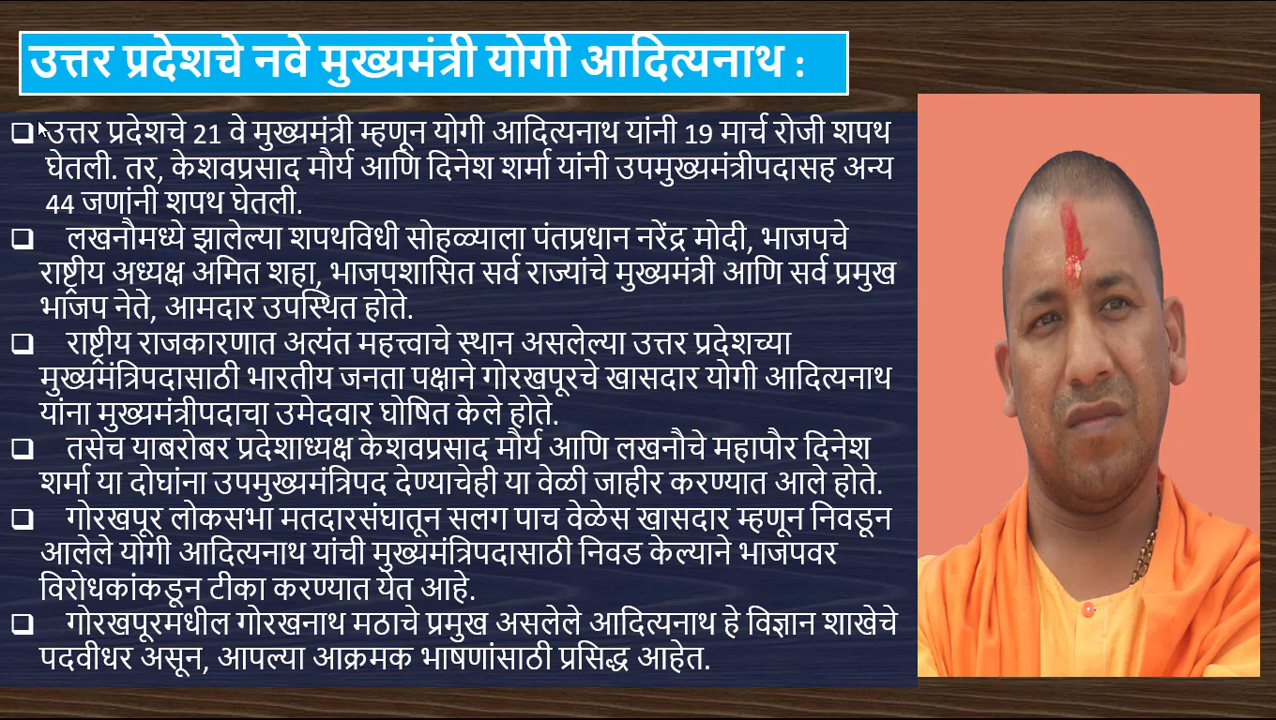 उत्तर प्रदेशचे नवे मुख्यमंत्री योगी आदित्यनाथ :
उत्तर प्रदेशचे 21 वे मुख्यमंत्री म्हणून योगी आदित्यनाथ यांनी 19 मार्च रोजी शपथ
घेतली. तर, केशवप्रसाद मौर्य आणि दिनेश शर्मा यांनी उपमुख्यमंत्रीपदासह अन्य
44 जणांनी शपथ घेतली.
लखनौमध्ये झालेल्या शपथविधी सोहळ्याला पंतप्रधान नरेंद्र मोदी, भाजपचे
राष्ट्रीय अध्यक्ष अमित शहा, भाजपशासित सर्व राज्यांचे मुख्यमंत्री आणि सर्व प्रमुख
भाजप नेते, आमदार उपस्थित होते.
राष्ट्रीय राजकारणात अत्यंत महत्त्वाचे स्थान असलेल्या उत्तर प्रदेशच्या
मुख्यमंत्रिपदासाठी भारतीय जनता पक्षाने गोरखपूरचे खासदार योगी आदित्यनाथ
यांना मुख्यमंत्रीपदाचा उमेदवार घोषित केले होते.
तसेच याबरोबर प्रदेशाध्यक्ष केशवप्रसाद मौर्य आणि लखनौचे महापौर दिनेश
शर्मा या दोघांना उपमुख्यमंत्रिपद देण्याचेही या वेळी जाहीर करण्यात आले होते.
गोरखपूर लोकसभा मतदारसंघातून सलग पाच वेळेस खासदार म्हणून निवडून
आलेले योगी आदित्यनाथ यांची मुख्यमंत्रिपदासाठी निवड केल्याने भाजपवर
विरोधकांकडून टीका करण्यात येत आहे.
गोरखपूरमधील गोरखनाथ मठाचे प्रमुख असलेले आदित्यनाथ हे विज्ञान शाखेचे
पदवीधर असून, आपल्या आक्रमक भाषणांसाठी प्रसिद्ध आहेत.